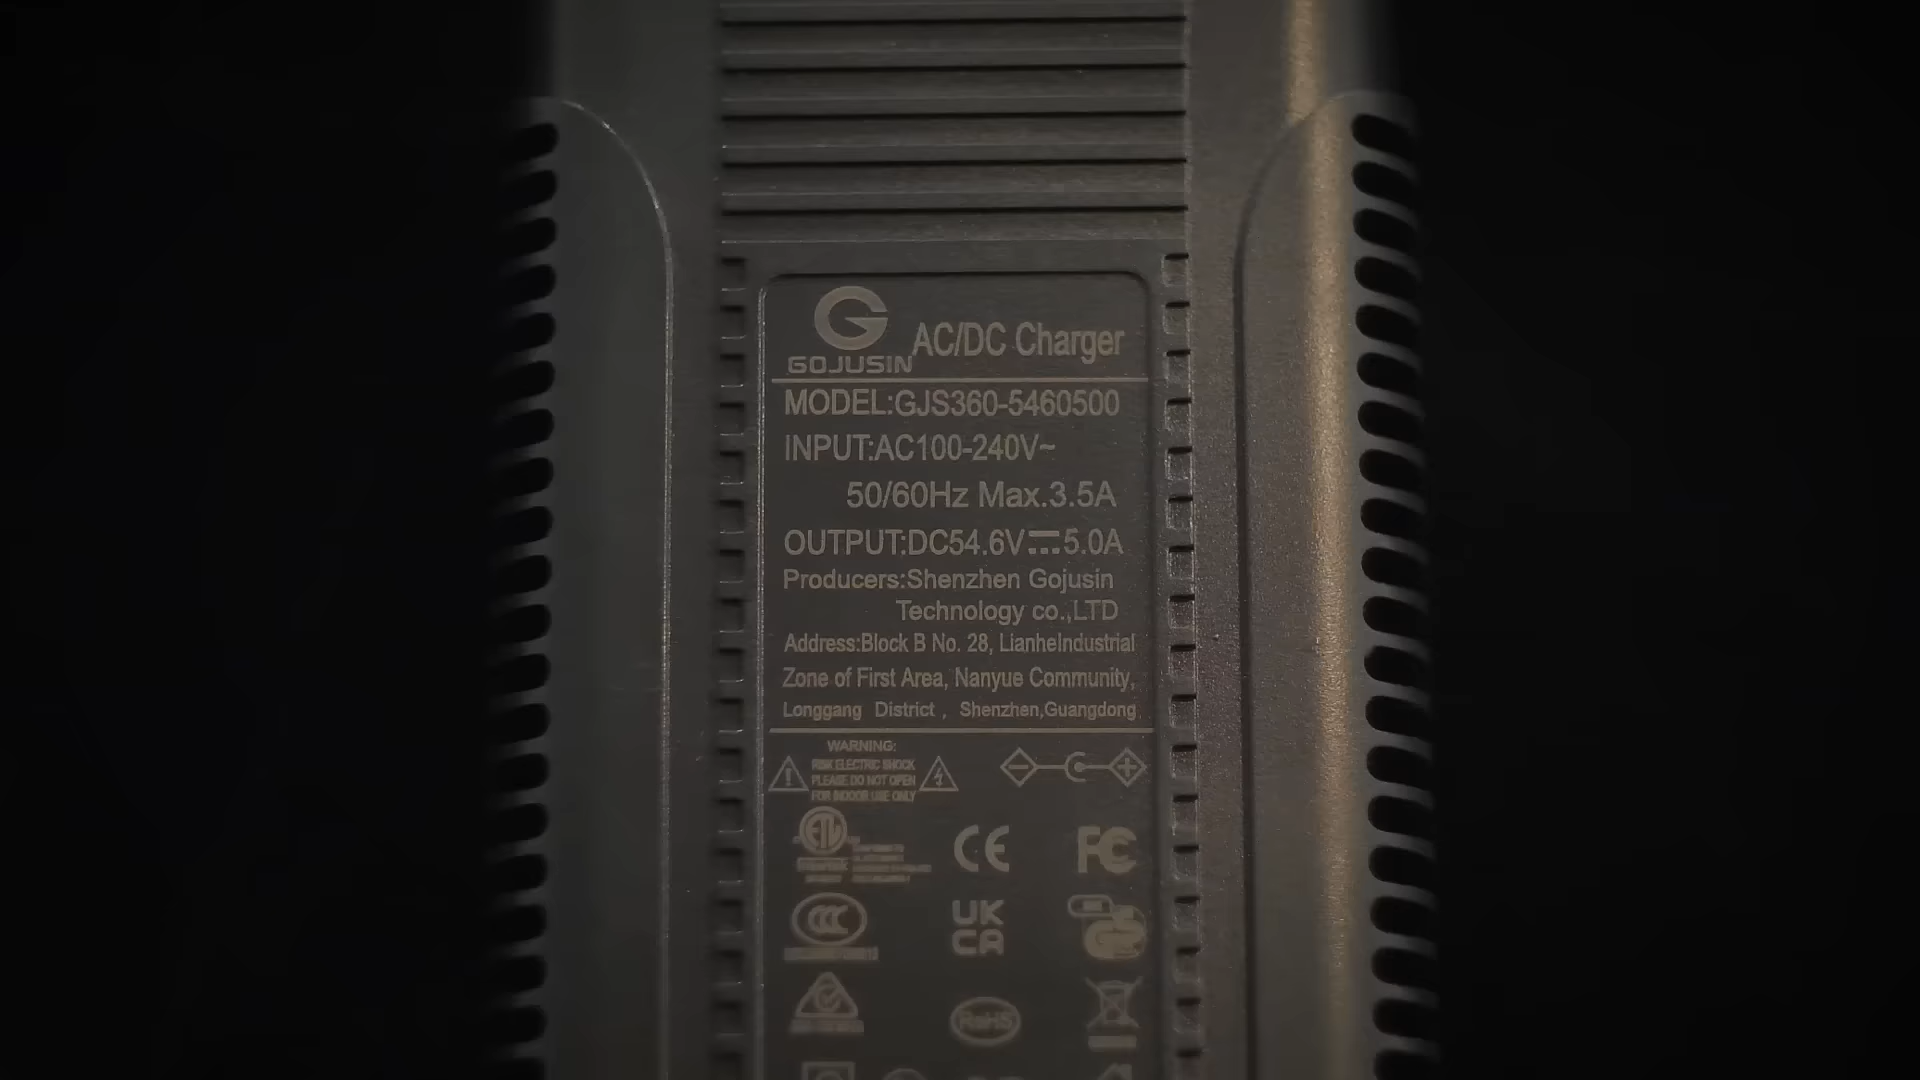 GOJUSIN AC/DC Charger
MODEL:GJS360-5460500
INPUT:AC100-240V~
50/60Hz Max.3.5A
OUTPUT:DC54.6V⎓5.0A
Producers:Shenzhen Gojusin
Technology co.,LTD
Address:Block B No. 28, LianheIndustrial
Zone of First Area, Nanyue Community,
Longgang District , Shenzhen,Guangdong
WARNING:
RISK ELECTRIC SHOCK
PLEASE DO NOT OPEN
FOR INDOOR USE ONLY
ETL
CE FC
CCC
UK
CA
GS
RoHS